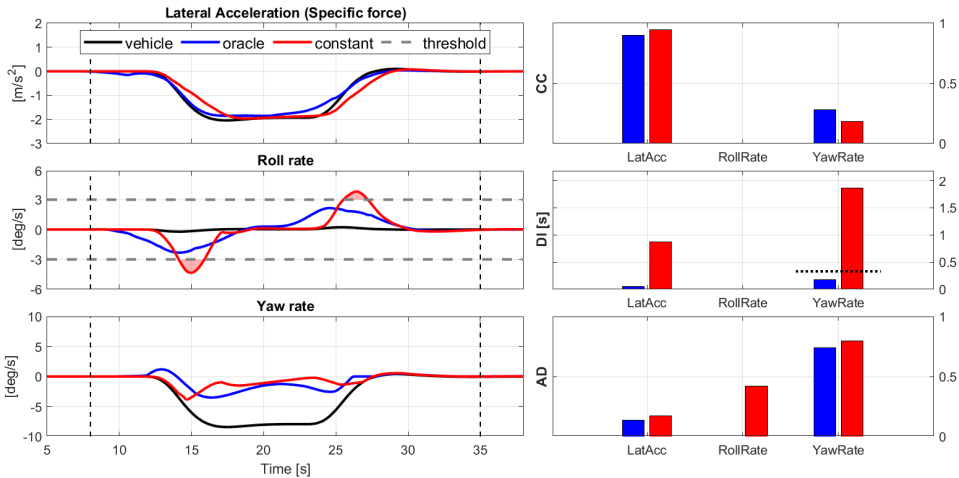 Lateral Acceleration (Specific force)
vehicle oracle constant threshold
[m/s²]
2
1
0
-1
-2
-3
Roll rate
[deg/s]
6
3
0
-3
-6
Yaw rate
[deg/s]
10
5
0
-5
-10
5 10 15 20 25 30 35
Time [s]
CC
1
0.5
0
LatAcc RollRate YawRate
DI [s]
2
1.5
1
0.5
0
LatAcc RollRate YawRate
AD
1
0.5
0
LatAcc RollRate YawRate